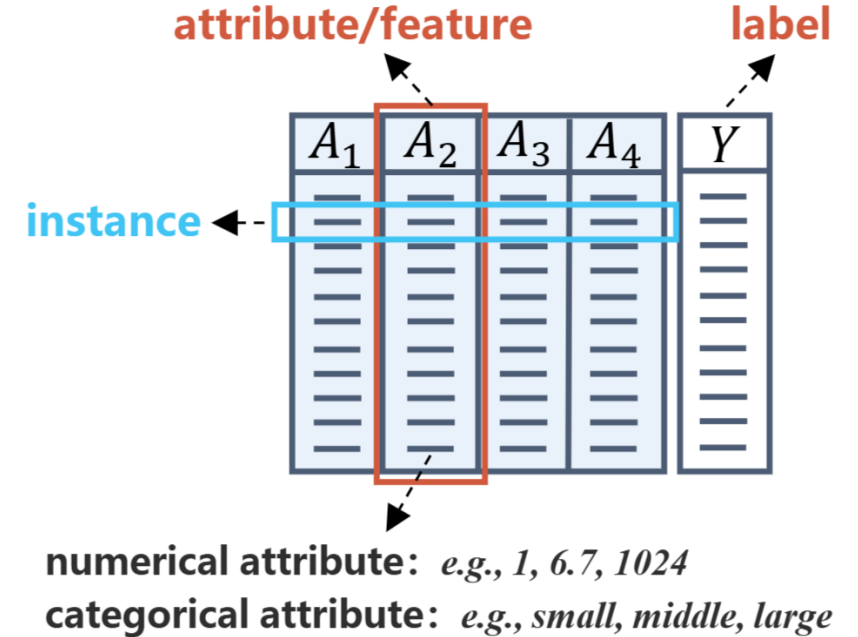 attribute/feature label
A₁ A₂ A₃ A₄ Y
instance
numerical attribute: e.g., 1, 6.7, 1024
categorical attribute: e.g., small, middle, large